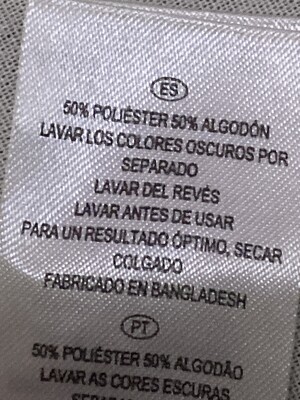 ES
50% POLIÉSTER 50% ALGODÓN
LAVAR LOS COLORES OSCUROS POR
SEPARADO
LAVAR DEL REVÉS
LAVAR ANTES DE USAR
PARA UN RESULTADO ÓPTIMO, SECAR
COLGADO
FABRICADO EN BANGLADESH
PT
50% POLIÉSTER 50% ALGODÃO
LAVAR AS CORES ESCURAS